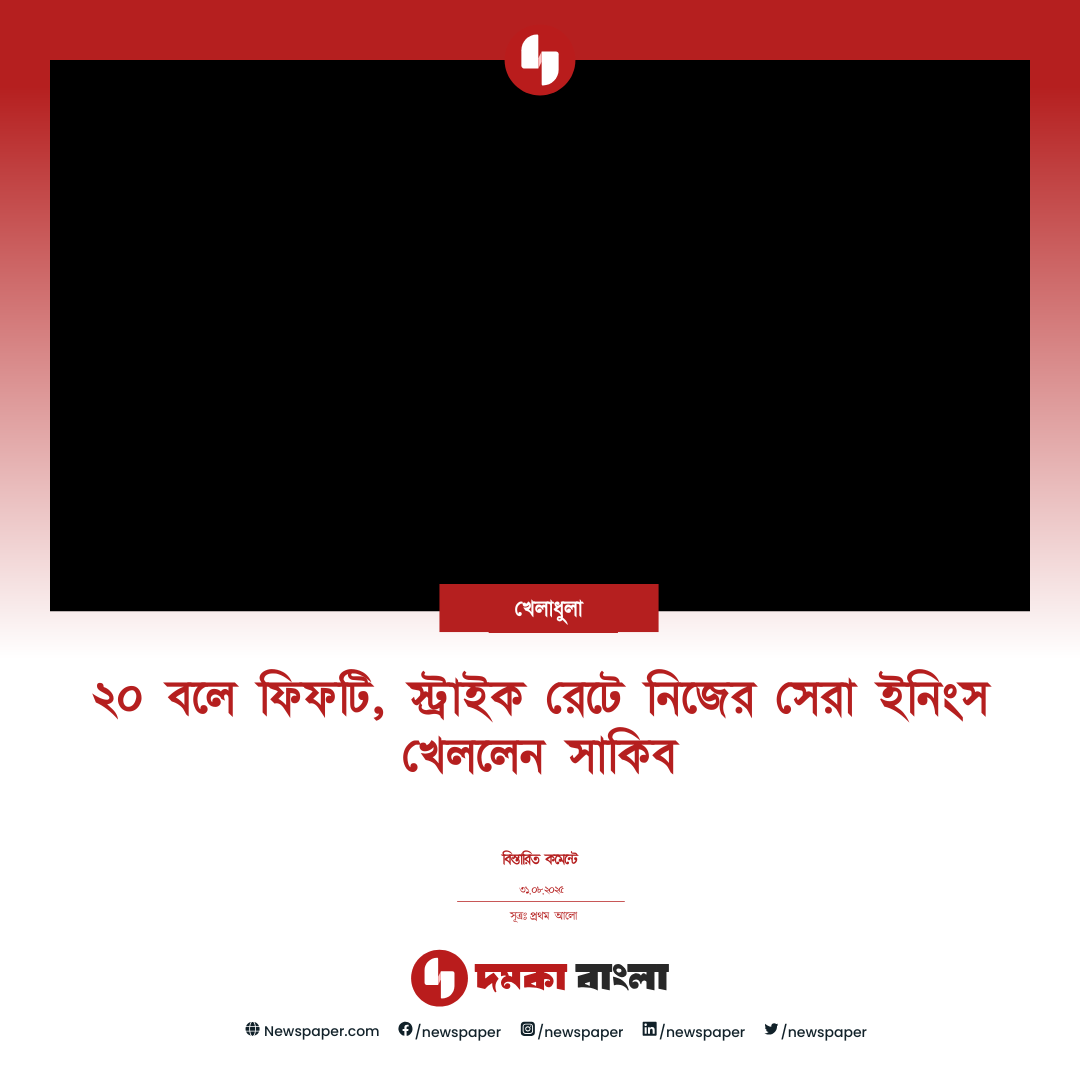 খেলাধুলা
২০ বলে ফিফটি, স্ট্রাইক রেটে নিজের সেরা ইনিংস
খেললেন সাকিব
বিস্তারিত কমেন্টে
৩১.০৮.২০২৫
সূত্রঃ প্রথম আলো
দমকা বাংলা
Newspaper.com /newspaper /newspaper /newspaper /newspaper